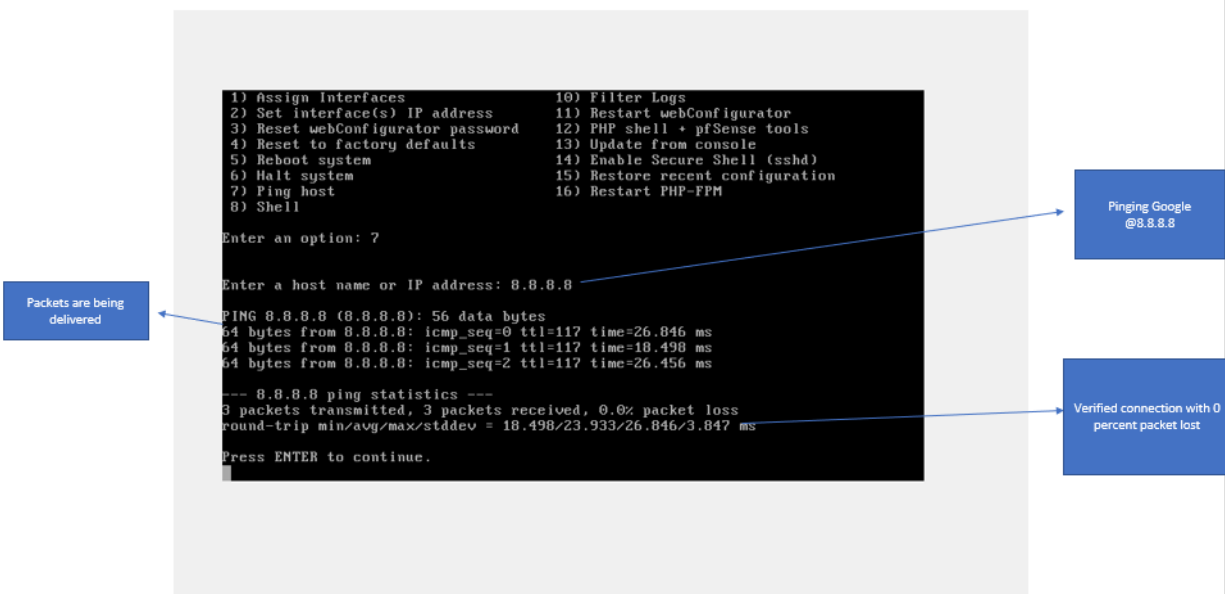 1) Assign Interfaces 10) Filter Logs
2) Set interface(s) IP address 11) Restart webConfigurator
3) Reset webConfigurator password 12) PHP shell + pfSense tools
4) Reset to factory defaults 13) Update from console
5) Reboot system 14) Enable Secure Shell (sshd)
6) Halt system 15) Restore recent configuration
7) Ping host 16) Restart PHP-FPM
8) Shell
Enter an option: 7
Enter a host name or IP address: 8.8.8.8
PING 8.8.8.8 (8.8.8.8): 56 data bytes
64 bytes from 8.8.8.8: icmp_seq=0 ttl=117 time=26.846 ms
64 bytes from 8.8.8.8: icmp_seq=1 ttl=117 time=18.498 ms
64 bytes from 8.8.8.8: icmp_seq=2 ttl=117 time=26.456 ms
--- 8.8.8.8 ping statistics ---
3 packets transmitted, 3 packets received, 0.0% packet loss
round-trip min/avg/max/stddev = 18.498/23.933/26.846/3.847 ms
Press ENTER to continue.
Packets are being
delivered
Pinging Google
@8.8.8.8
Verified connection with 0
percent packet lost